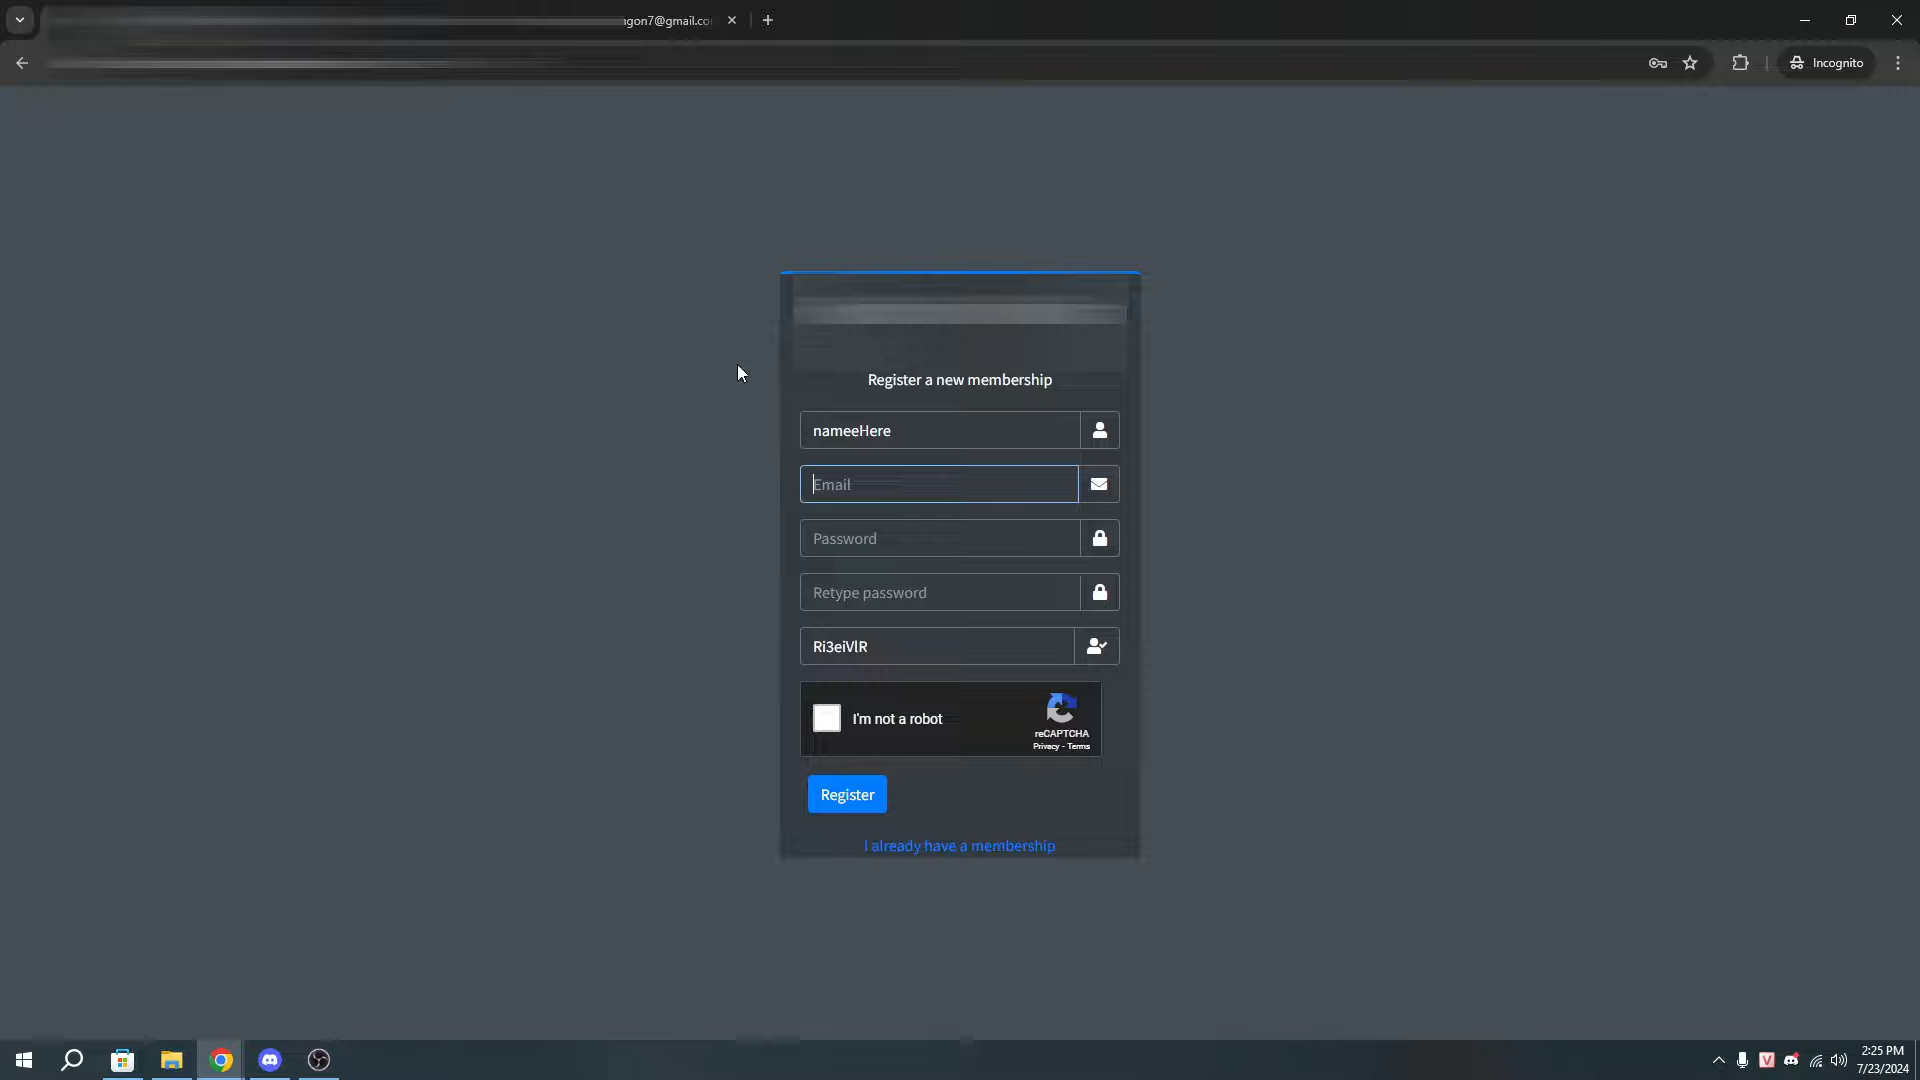 agon7@gmail.co
Incognito
Register a new membership
nameeHere
Email
Password
Retype password
Ri3eiVlR
I'm not a robot
reCAPTCHA
Privacy - Terms
Register
I already have a membership
2:25 PM
7/23/2024